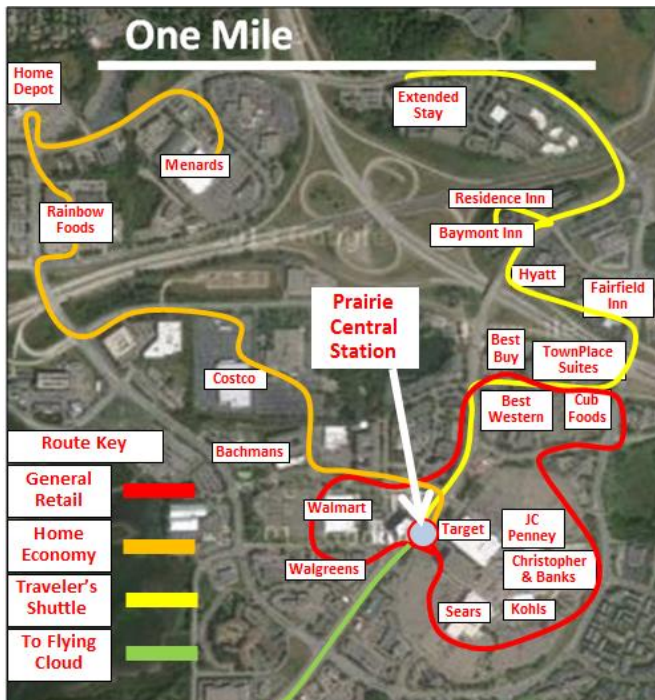 One Mile
Home
Depot
Extended
Stay
Menards
Residence Inn
Rainbow
Foods
Baymont Inn
Hyatt
Fairfield
Inn
Prairie
Central
Station
Best
Buy
TownPlace
Suites
Costco
Best
Western
Cub
Foods
Bachmans
Walmart
Target
JC
Penney
Walgreens
Christopher
& Banks
Sears
Kohls
Route Key
General
Retail
Home
Economy
Traveler's
Shuttle
To Flying
Cloud